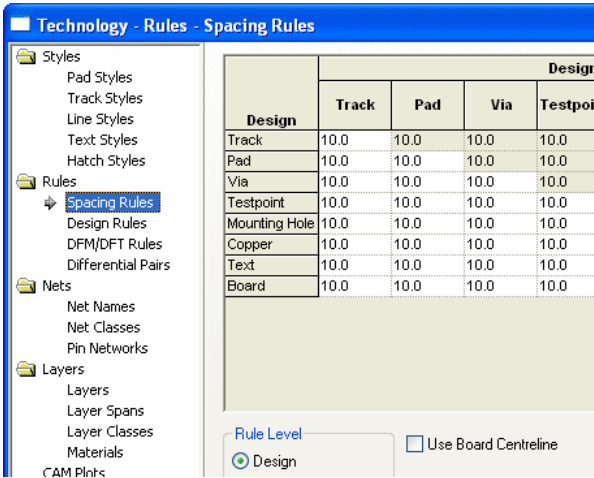 Technology - Rules - Spacing Rules
Styles
Pad Styles
Track Styles
Line Styles
Text Styles
Hatch Styles
Rules
Spacing Rules
Design Rules
DFM/DFT Rules
Differential Pairs
Nets
Net Names
Net Classes
Pin Networks
Layers
Layers
Layer Spans
Layer Classes
Materials
CAM Plots
Design
Design Track Pad Via Testpoi
Track 10.0 10.0 10.0 10.0
Pad 10.0 10.0 10.0 10.0
Via 10.0 10.0 10.0 10.0
Testpoint 10.0 10.0 10.0 10.0
Mounting Hole 10.0 10.0 10.0 10.0
Copper 10.0 10.0 10.0 10.0
Text 10.0 10.0 10.0 10.0
Board 10.0 10.0 10.0 10.0
Rule Level
Design
Use Board Centreline